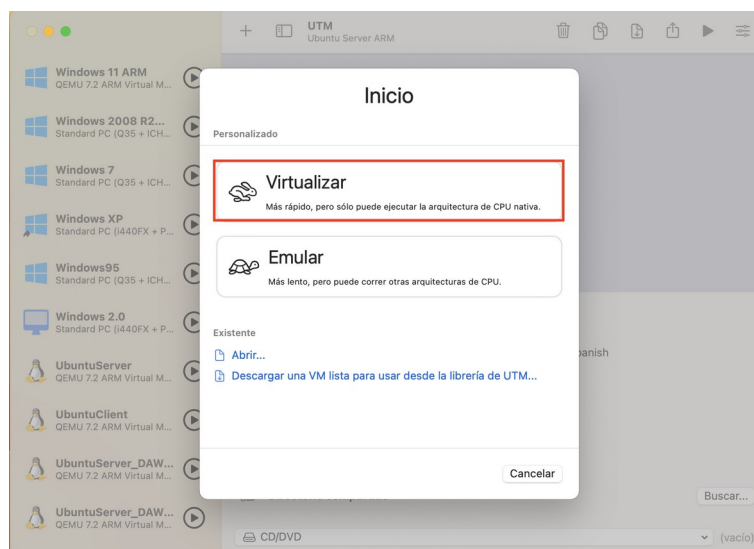 UTM
Ubuntu Server ARM
Windows 11 ARM
QEMU 7.2 ARM Virtual M...
Windows 2008 R2...
Standard PC (Q35 + ICH...
Windows 7
Standard PC (Q35 + ICH...
Windows XP
Standard PC (i440FX + P...
Windows95
Standard PC (Q35 + ICH...
Windows 2.0
Standard PC (i440FX + P...
UbuntuServer
QEMU 7.2 ARM Virtual M...
UbuntuClient
QEMU 7.2 ARM Virtual M...
UbuntuServer_DAW...
QEMU 7.2 ARM Virtual M...
UbuntuServer_DAW...
QEMU 7.2 ARM Virtual M...
Inicio
Personalizado
Virtualizar
Más rápido, pero sólo puede ejecutar la arquitectura de CPU nativa.
Emular
Más lento, pero puede correr otras arquitecturas de CPU.
Existente
Abrir...
Descargar una VM lista para usar desde la librería de UTM...
Cancelar
Buscar...
CD/DVD
(vacío)